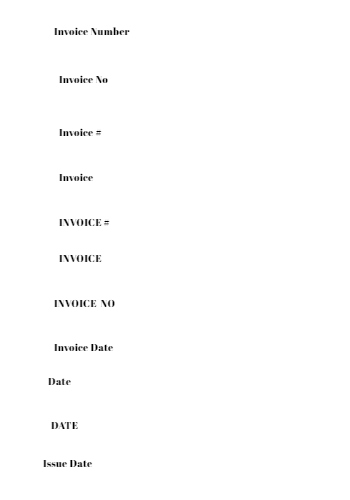 Invoice Number
Invoice No
Invoice #
Invoice
INVOICE #
INVOICE
INVOICE NO
Invoice Date
Date
DATE
Issue Date